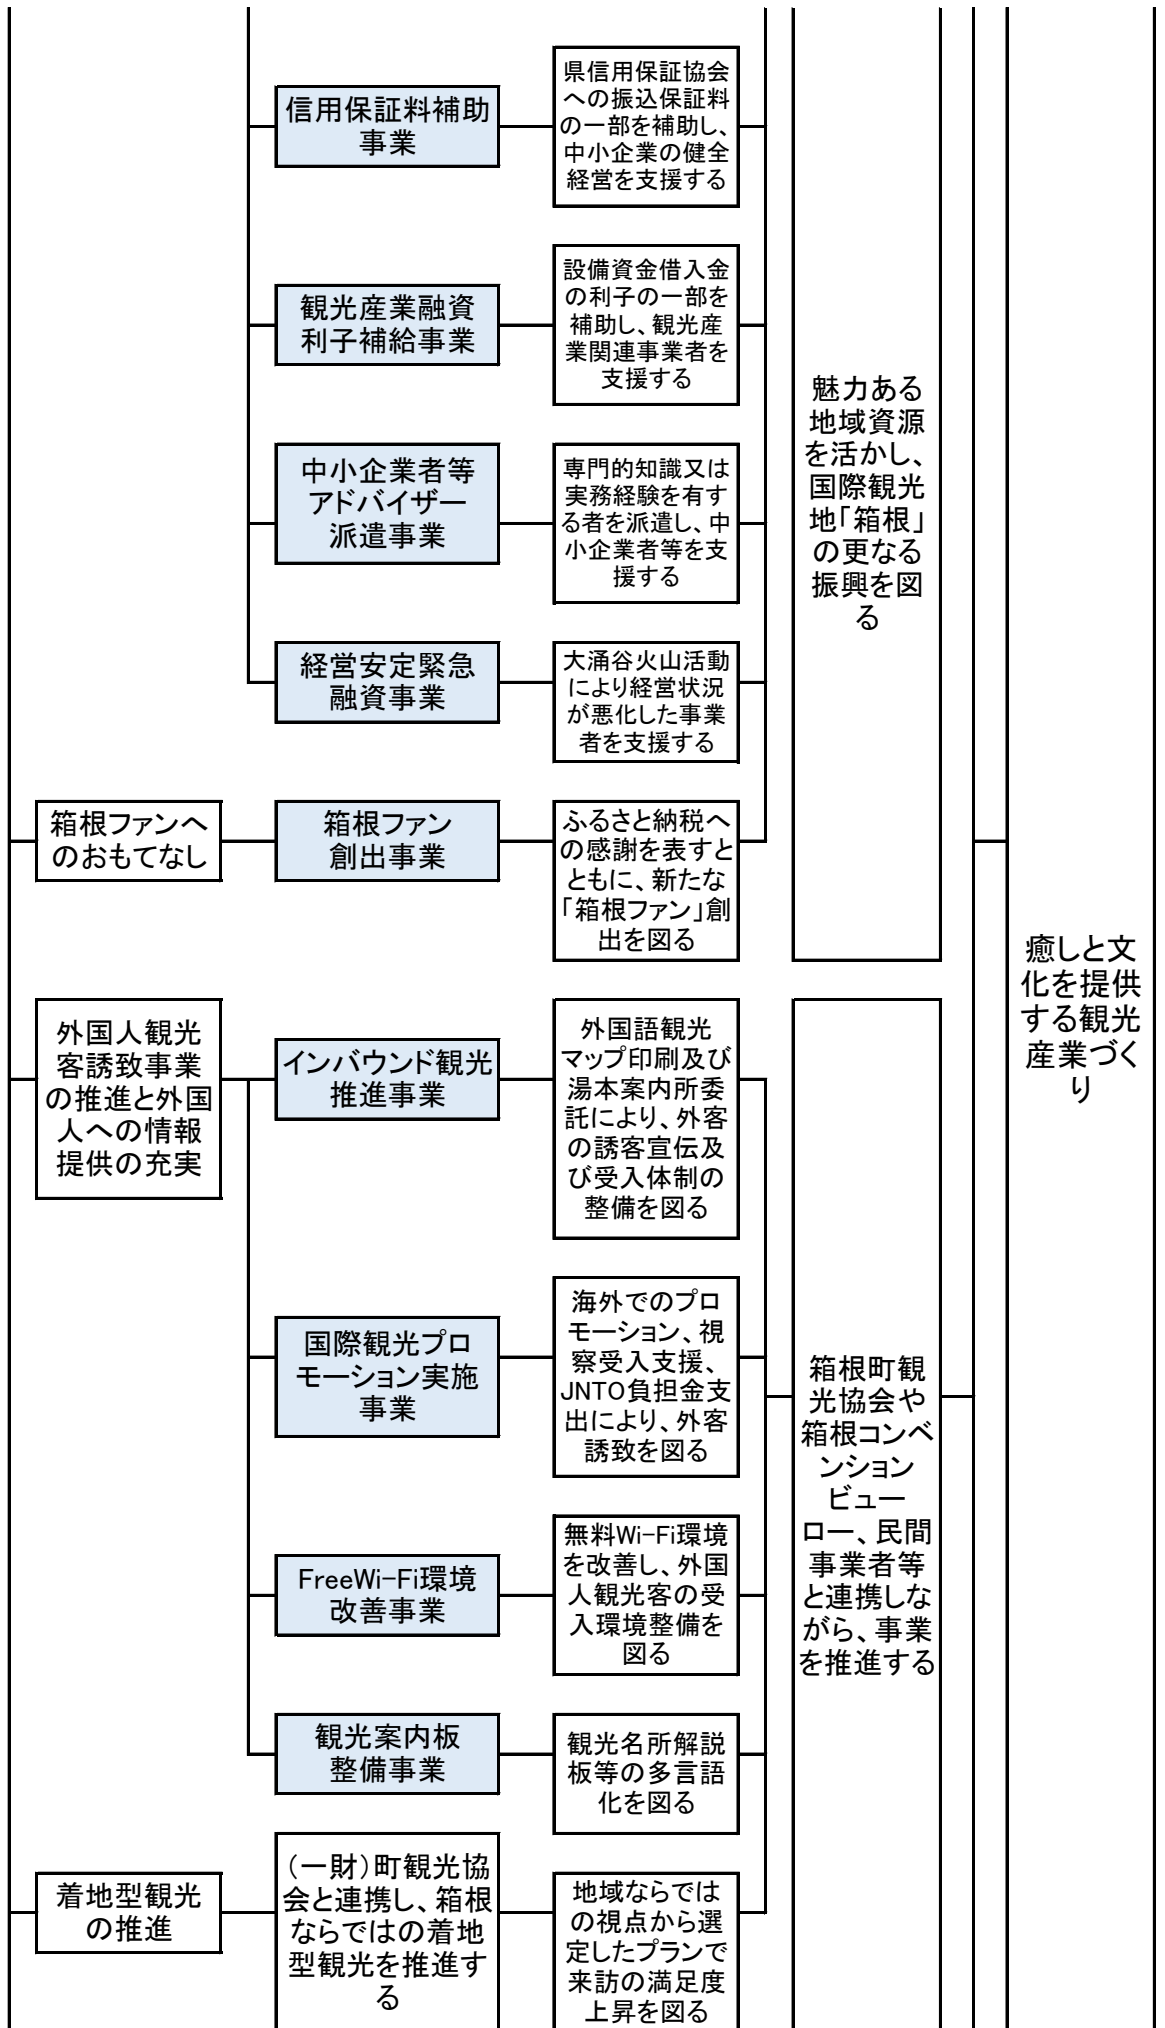 信用保証料補助
事業
県信用保証協会
への振込保証料
の一部を補助し、
中小企業の健全
経営を支援する
観光産業融資
利子補給事業
設備資金借入金
の利子の一部を
補助し、観光産
業関連事業者を
支援する
中小企業者等
アドバイザー
派遣事業
専門的知識又は
実務経験を有す
る者を派遣し、中
小企業者等を支
援する
経営安定緊急
融資事業
大涌谷火山活動
により経営状況
が悪化した事業
者を支援する
箱根ファンへ
のおもてなし
箱根ファン
創出事業
ふるさと納税へ
の感謝を表すと
ともに、新たな
「箱根ファン」創
出を図る
魅力ある
地域資源
を活かし、
国際観光
地「箱根」
の更なる
振興を図
る
外国人観光
客誘致事業
の推進と外国
人への情報
提供の充実
インバウンド観光
推進事業
外国語観光
マップ印刷及び
湯本案内所委
託により、外客
の誘客宣伝及
び受入体制の
整備を図る
国際観光プロ
モーション実施
事業
海外でのプロ
モーション、視
察受入支援、
JNTO負担金支
出により、外客
誘致を図る
FreeWi-Fi環境
改善事業
無料Wi-Fi環境
を改善し、外国
人観光客の受
入環境整備を
図る
観光案内板
整備事業
観光名所解説
板等の多言語
化を図る
着地型観光
の推進
（一財）町観光協
会と連携し、箱根
ならではの着地
型観光を推進す
る
地域ならでは
の視点から選
定したプランで
来訪の満足度
上昇を図る
箱根町観
光協会や
箱根コンベ
ンション
ビュー
ロー、民間
事業者等
と連携しな
がら、事業
を推進する
癒しと文
化を提供
する観光
産業づく
り